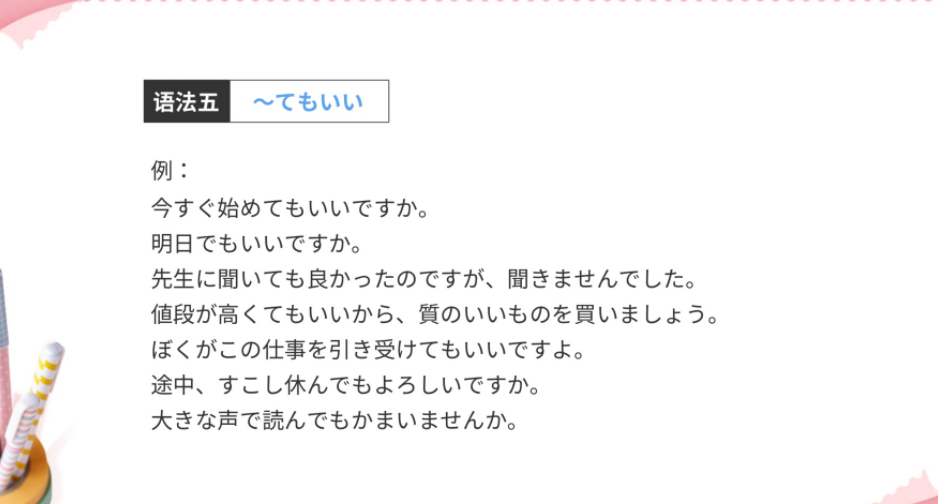 语法五 ～てもいい
例：
今すぐ始めてもいいですか。
明日でもいいですか。
先生に聞いても良かったのですが、聞きませんでした。
値段が高くてもいいから、質のいいものを買いましょう。
ぼくがこの仕事を引き受けてもいいですよ。
途中、すこし休んでもよろしいですか。
大きな声で読んでもかまいませんか。